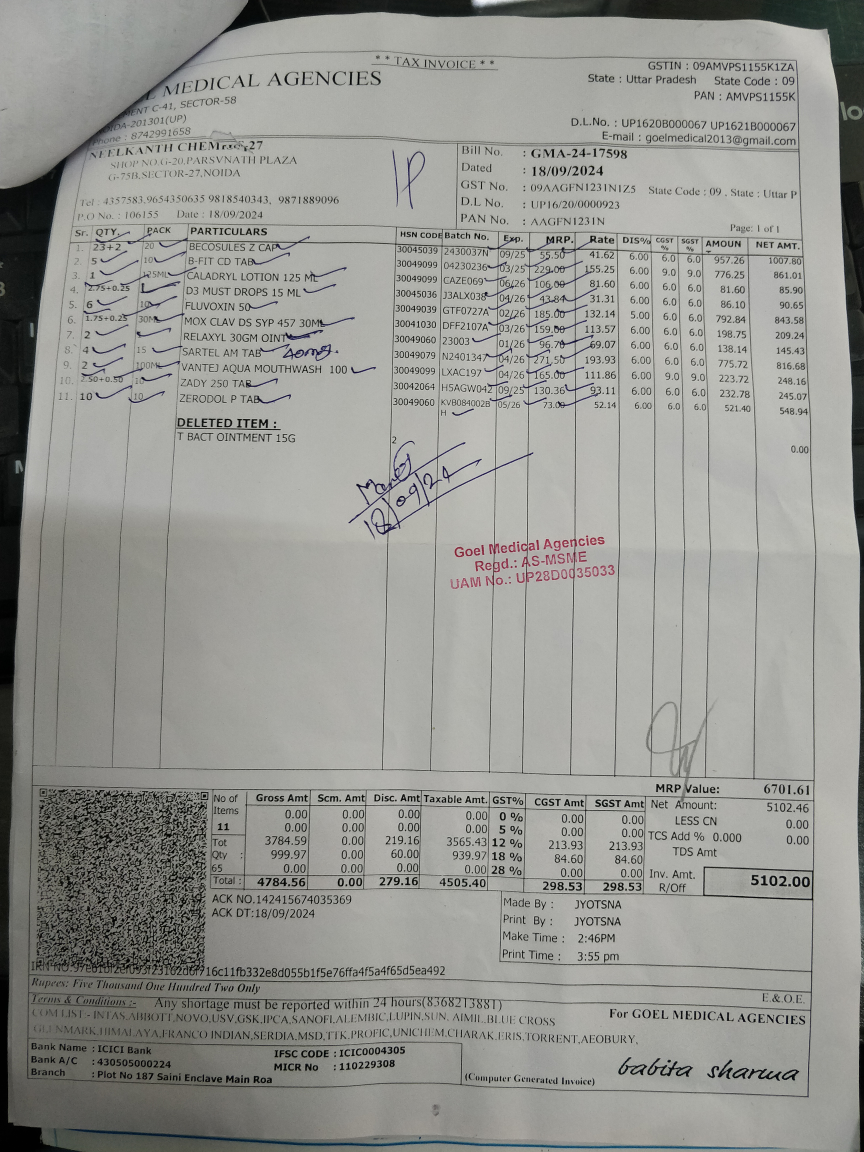 ** TAX INVOICE **
MEDICAL AGENCIES
C-41, SECTOR-58
-201301(UP)
Phone : 8742991658
GSTIN : 09AMVPS1155K1ZA
State : Uttar Pradesh State Code : 09
PAN : AMVPS1155K
D.L.No. : UP1620B000067 UP1621B000067
E-mail : goelmedical2013@gmail.com
NEELKANTH CHEM 27
SHOP NO.G-20,PARSVNATH PLAZA
G-75B,SECTOR-27,NOIDA
Tel : 4357583,9654350635 9818540343, 9871889096
P.O No. : 106155 Date : 18/09/2024
IP
Bill No. : GMA-24-17598
Dated : 18/09/2024
GST No. : 09AAGFN1231N1Z5 State Code : 09 , State : Uttar P
D.L No. : UP16/20/0000923
PAN No. : AAGFN1231N
Page: 1 of 1
Sr. QTY. PACK PARTICULARS HSN CODE Batch No. Exp. MRP. Rate DIS% CGST % SGST % AMOUN NET AMT.
1. 23+2 20 BECOSULES Z CAP 30045039 2430037N 09/25 55.50 41.62 6.00 6.0 6.0 957.26 1007.80
2. 5 10 B-FIT CD TAB 30049099 04230236 03/25 229.00 155.25 6.00 9.0 9.0 776.25 861.01
3. 1 125ML CALADRYL LOTION 125 ML 30049099 CAZE069 06/26 106.00 81.60 6.00 6.0 6.0 81.60 85.90
4. 2.75+0.25 1 D3 MUST DROPS 15 ML 30045036 J3ALX038 04/26 43.84 31.31 6.00 6.0 6.0 86.10 90.65
5. 6 10 FLUVOXIN 50 30049039 GTF0727A 02/26 185.00 132.14 5.00 6.0 6.0 792.84 843.58
6. 1.75+0.25 30ML MOX CLAV DS SYP 457 30ML 30041030 DFF2107A 03/26 159.00 113.57 6.00 6.0 6.0 198.75 209.24
7. 2 RELAXYL 30GM OINT 30049060 23003 01/26 96.70 69.07 6.00 6.0 6.0 138.14 145.43
8. 4 15 SARTEL AM TAB 40mg. 30049079 N2401347 04/26 271.50 193.93 6.00 6.0 6.0 775.72 816.68
9. 2 100ML VANTEJ AQUA MOUTHWASH 100 30049099 LXAC197 04/26 165.00 111.86 6.00 9.0 9.0 223.72 248.16
10. 2.50+0.50 10 ZADY 250 TAB 30042064 H5AGW042 09/25 130.36 93.11 6.00 6.0 6.0 232.78 245.07
11. 10 10 ZERODOL P TAB 30049060 KVB084002B 05/26 73.00 52.14 6.00 6.0 6.0 521.40 548.94
H
DELETED ITEM :
T BACT OINTMENT 15G 2 0.00
18/09/24
Goel Medical Agencies
Regd.: AS-MSME
UAM No.: UP28D0035033
MRP Value: 6701.61
No of Items 11 Tot Qty : 65
Gross Amt Scm. Amt Disc. Amt Taxable Amt. GST% CGST Amt SGST Amt
0.00 0.00 0.00 0.00 0 % 0.00 0.00
0.00 0.00 0.00 0.00 5 % 0.00 0.00
3784.59 0.00 219.16 3565.43 12 % 213.93 213.93
999.97 0.00 60.00 939.97 18 % 84.60 84.60
0.00 0.00 0.00 0.00 28 % 0.00 0.00
Total : 4784.56 0.00 279.16 4505.40 298.53 298.53
Net Amount: 5102.46
LESS CN 0.00
TCS Add % 0.000 0.00
TDS Amt
Inv. Amt. R/Off 5102.00
ACK NO.142415674035369
ACK DT:18/09/2024
Made By : JYOTSNA
Print By : JYOTSNA
Make Time : 2:46PM
Print Time : 3:55 pm
Rupees: Five Thousand One Hundred Two Only
E.& O.E.
Terms & Conditions :- Any shortage must be reported within 24 hours(8368213881)
COM LIST - INTAS,ABBOTT,NOVO,USV,GSK,IPCA,SANOFI,ALEMBIC,LUPIN,SUN, AIMIL,BLUE CROSS
GLENMARK,HIMALAYA,FRANCO INDIAN,SERDIA,MSD,TTK,PROFIC,UNICHEM,CHARAK,ERIS,TORRENT,AEOBURY,
For GOEL MEDICAL AGENCIES
Bank Name : ICICI Bank
Bank A/C : 430505000224
Branch : Plot No 187 Saini Enclave Main Roa
IFSC CODE : ICIC0004305
MICR No : 110229308
(Computer Generated Invoice)
babita sharma